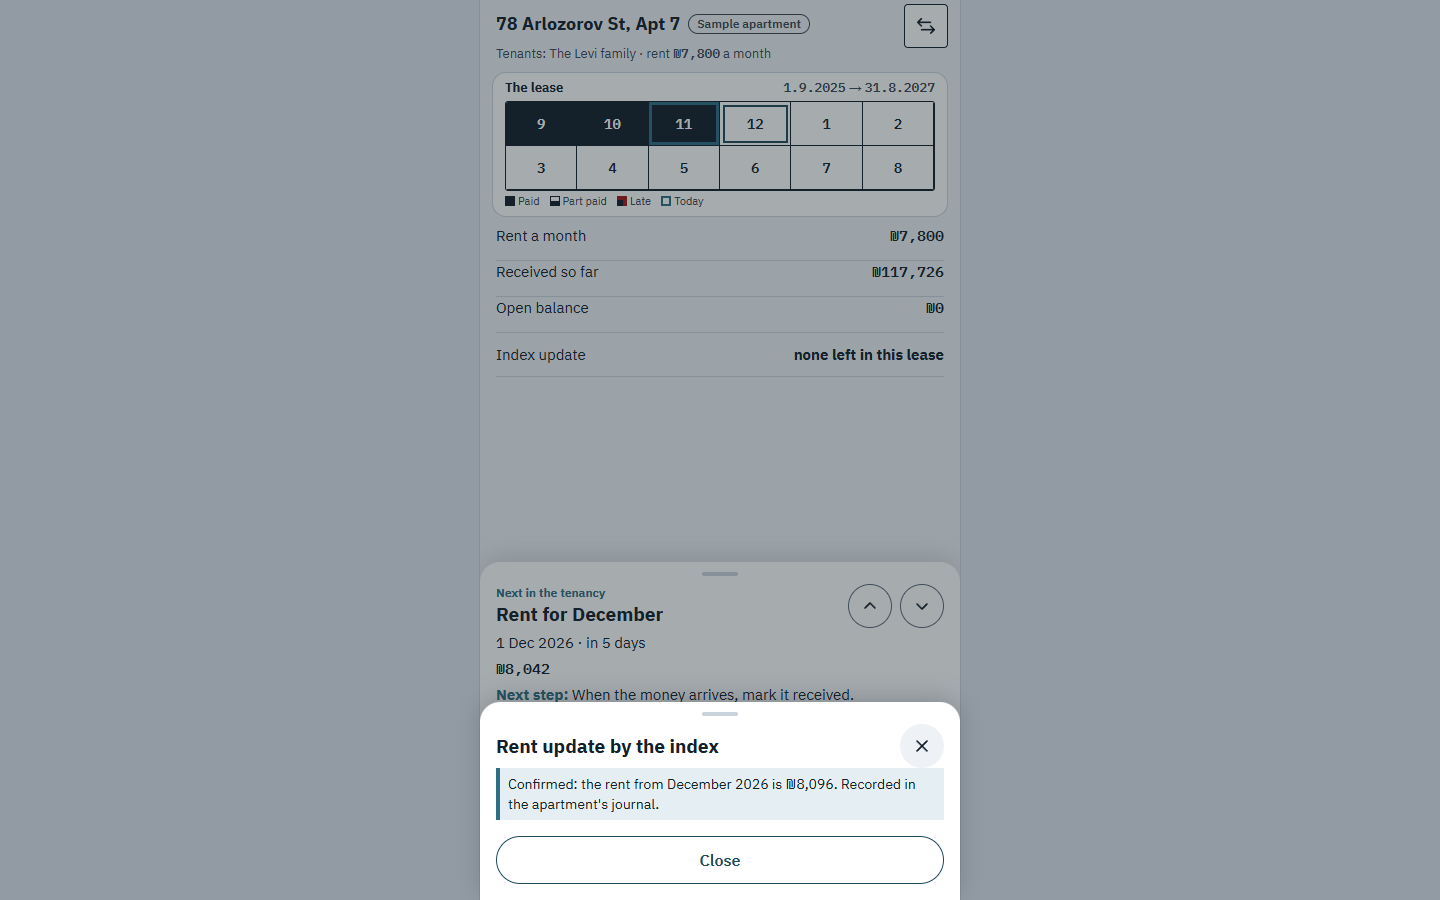 78 Arlozorov St, Apt 7 Sample apartment
Tenants: The Levi family · rent ₪7,800 a month
The lease 1.9.2025 → 31.8.2027
9 10 11 12 1 2
3 4 5 6 7 8
Paid Part paid Late Today
Rent a month ₪7,800
Received so far ₪117,726
Open balance ₪0
Index update none left in this lease
Next in the tenancy
Rent for December
1 Dec 2026 · in 5 days
₪8,042
Next step: When the money arrives, mark it received.
Rent update by the index
Confirmed: the rent from December 2026 is ₪8,096. Recorded in
the apartment's journal.
Close